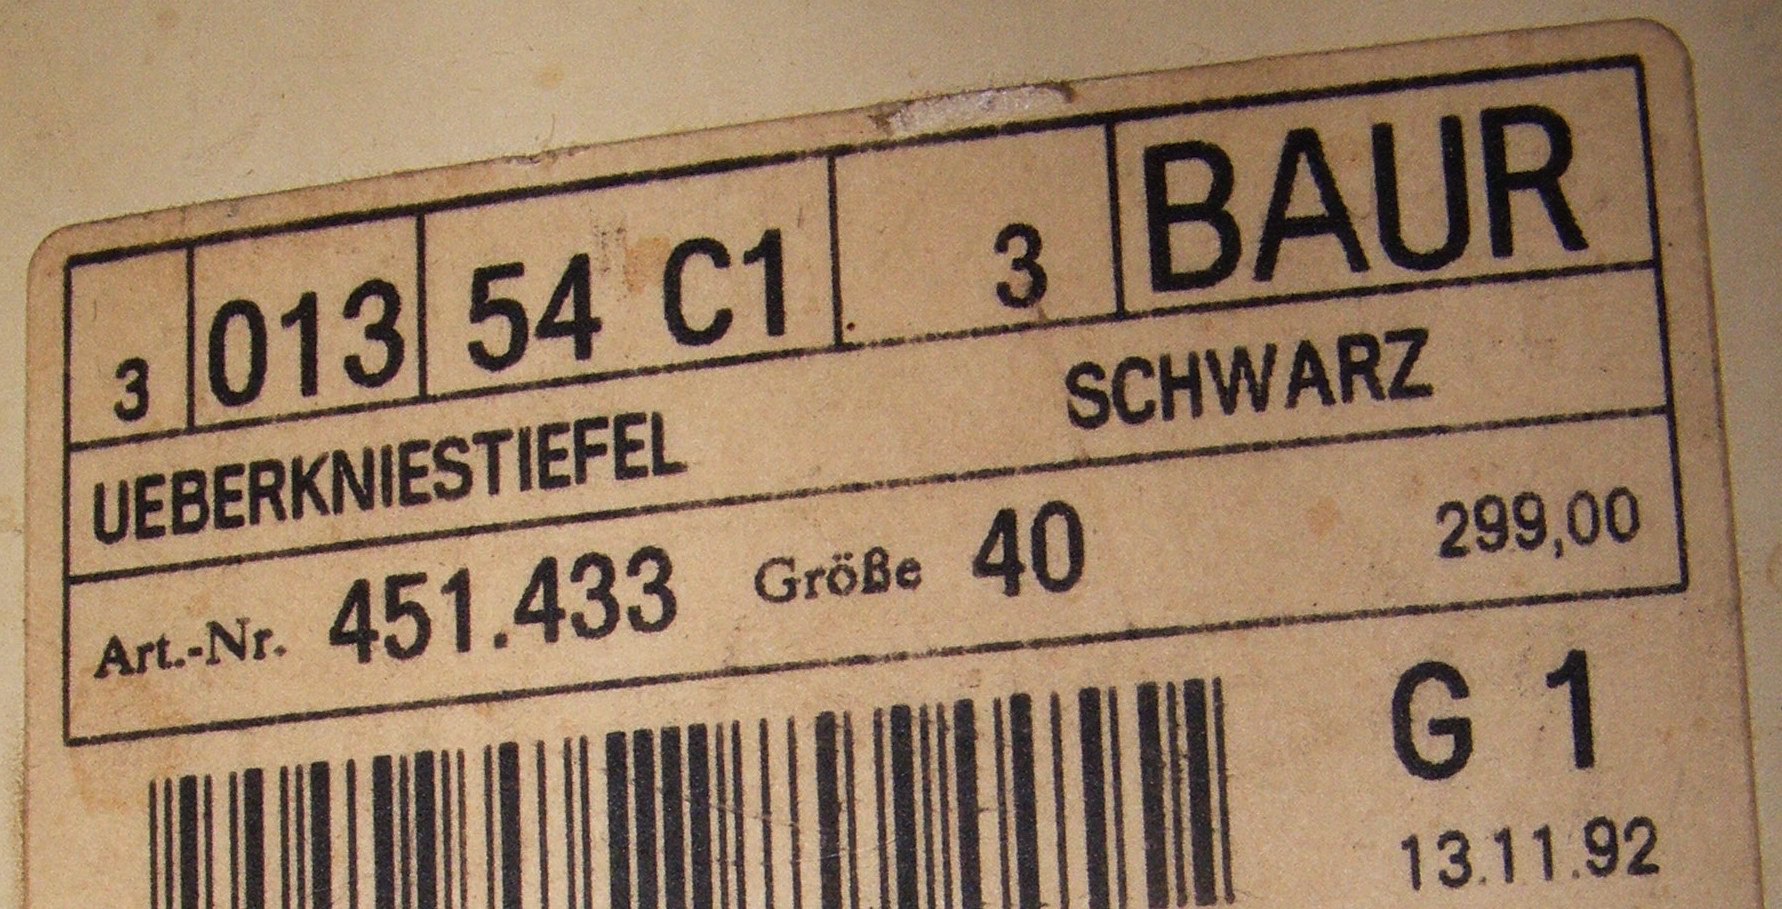 3 013 54 C1 3 BAUR
UEBERKNIESTIEFEL SCHWARZ
Art.-Nr. 451.433 Größe 40 299,00
G 1
13.11.92